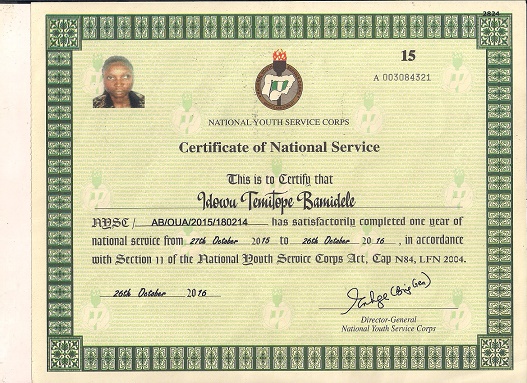 2834
15
A 003084321
NATIONAL YOUTH SERVICE CORPS
Certificate of National Service
This is to Certify that
Idowu Temitope Bamidele
NYSC / AB/OUA/2015/180214 has satisfactorily completed one year of
national service from 27th October 2015 to 26th October 2016, in accordance
with Section 11 of the National Youth Service Corps Act, Cap N84, LFN 2004.
26th October 2016
(Brig Gen)
Director-General
National Youth Service Corps